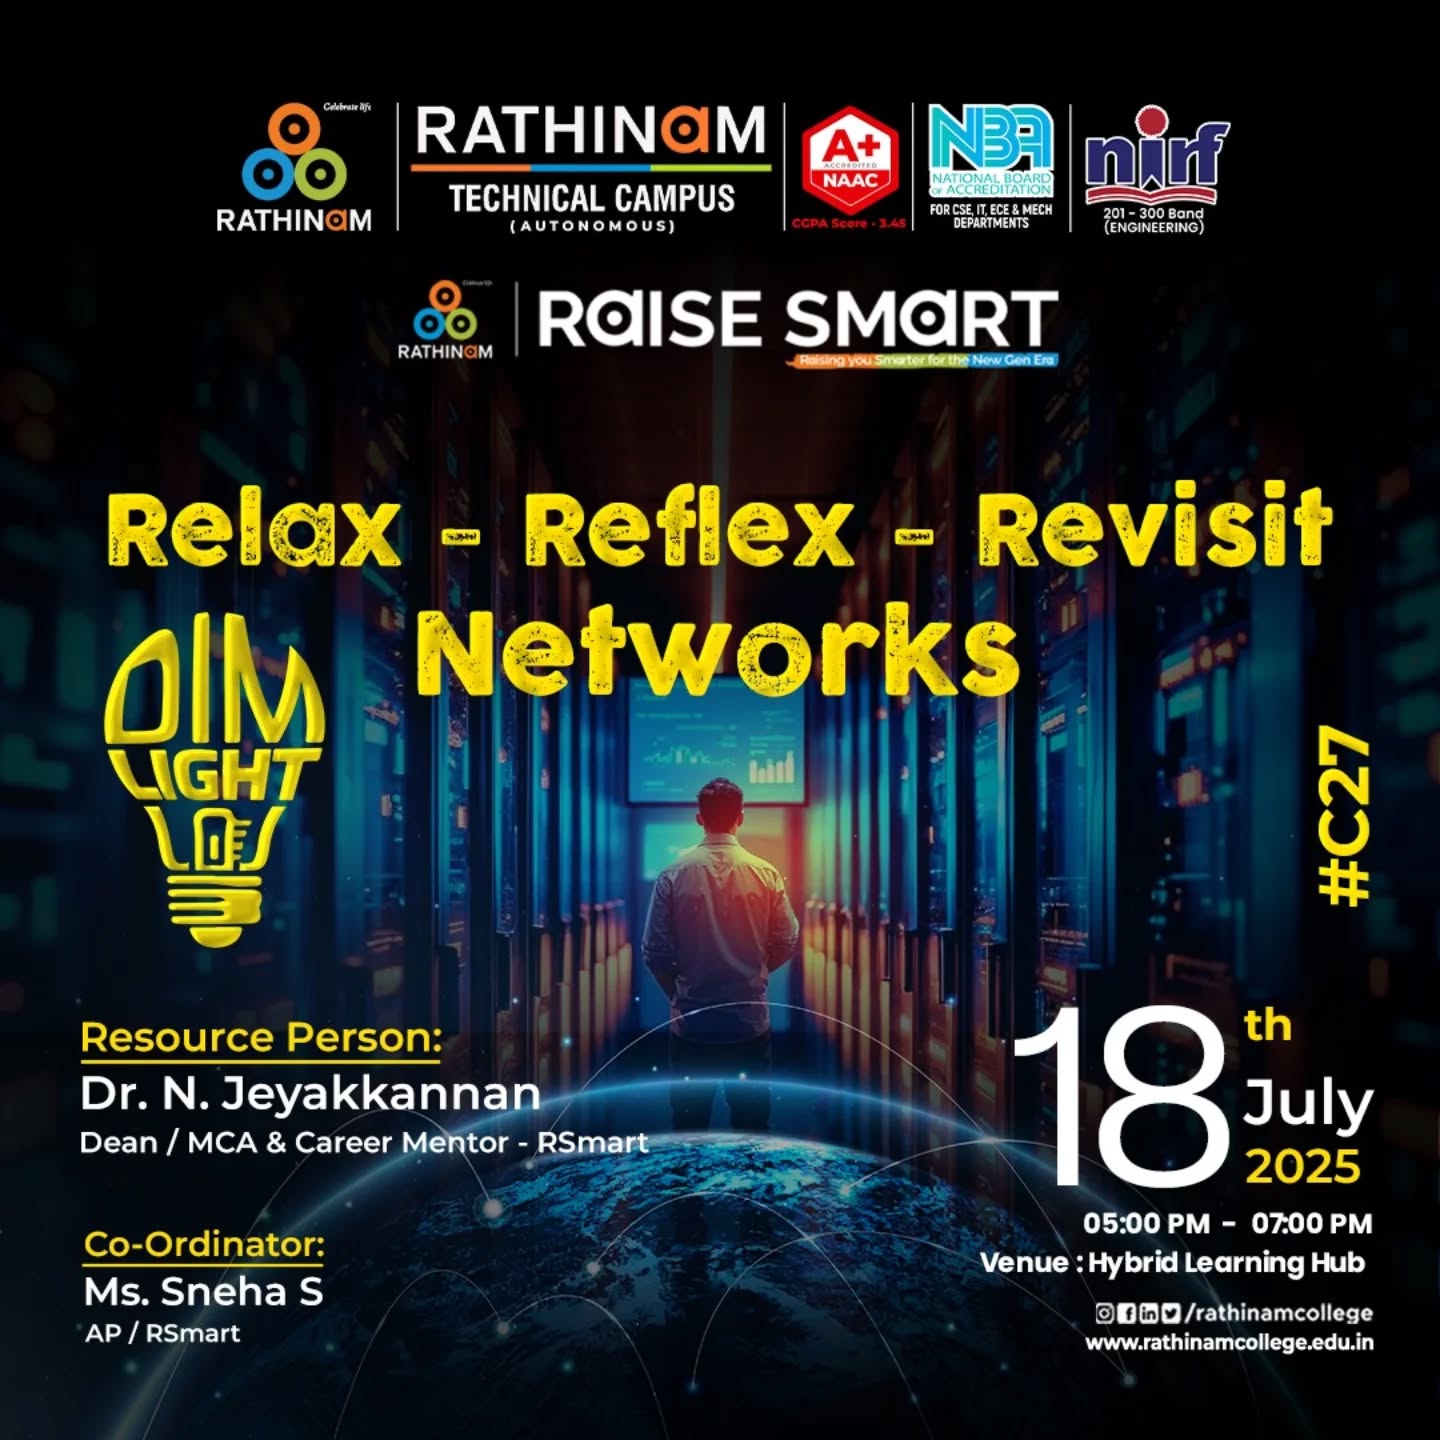 Celebrate life
RATHINAM
RATHINAM
TECHNICAL CAMPUS
(AUTONOMOUS)
A+
ACCREDITED
NAAC
CGPA Score - 3.45
NBA
NATIONAL BOARD
OF ACCREDITATION
FOR CSE, IT, ECE & MECH
DEPARTMENTS
nirf
201 - 300 Band
(ENGINEERING)
Celebrate life
RATHINAM
RAISE SMART
Raising you Smarter for the New Gen Era
Relax - Reflex - Revisit
Networks
DIM
LIGHT
#C27
Resource Person:
Dr. N. Jeyakkannan
Dean / MCA & Career Mentor - RSmart
Co-Ordinator:
Ms. Sneha S
AP / RSmart
18th
July
2025
05:00 PM - 07:00 PM
Venue : Hybrid Learning Hub
/rathinamcollege
www.rathinamcollege.edu.in